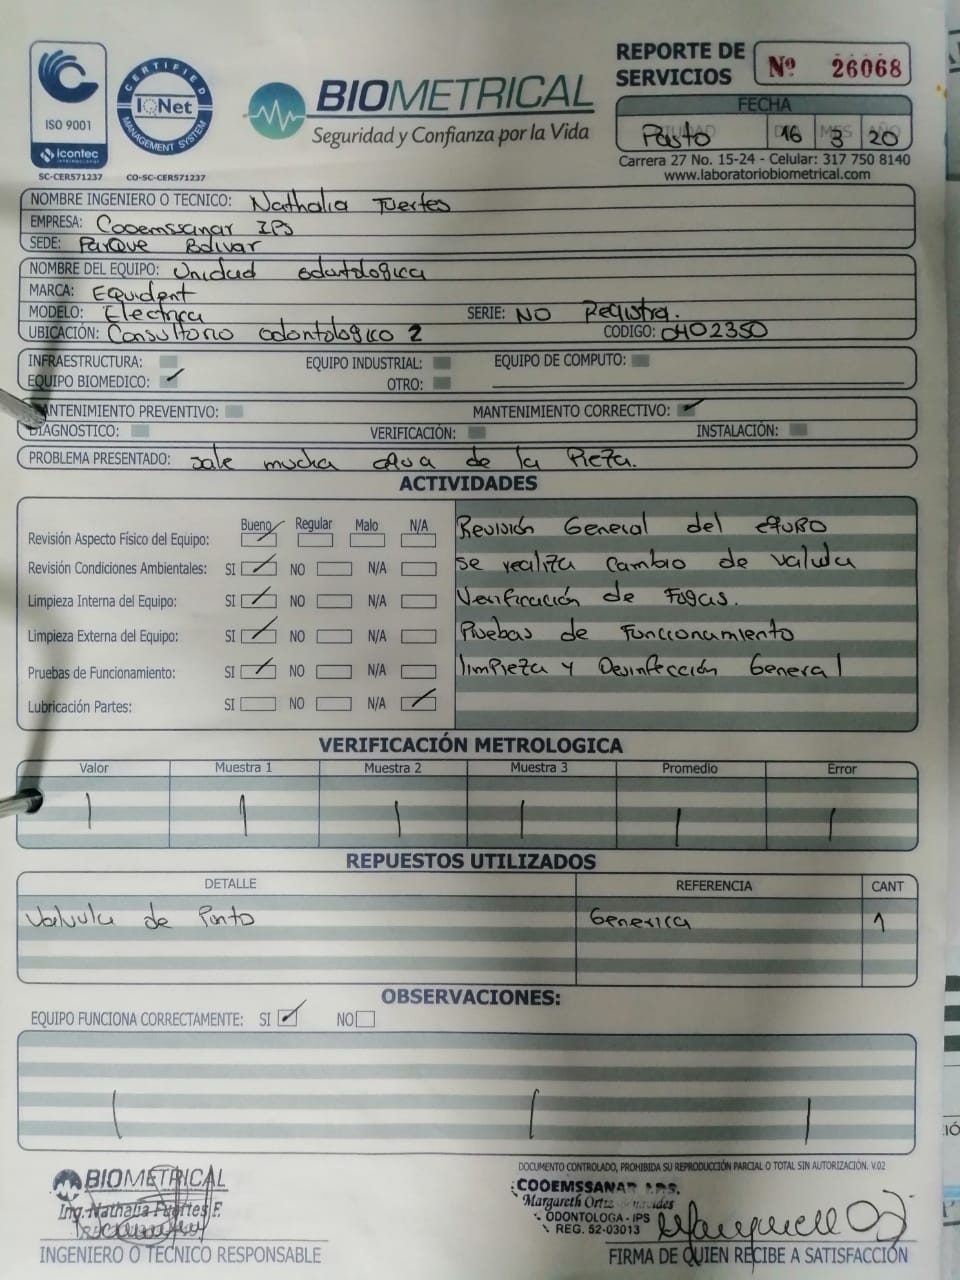 REPORTE DE SERVICIOS Nº 26068
ISO 9001
icontec
SC-CER571237
CERTIFIED MANAGEMENT SYSTEM
IQNet
CO-SC-CER571237
BIOMETRICAL
Seguridad y Confianza por la Vida
FECHA
Pasto 16 3 20
Carrera 27 No. 15-24 - Celular: 317 750 8140
www.laboratoriobiometrical.com
NOMBRE INGENIERO O TECNICO: Nathalia Fuertes
EMPRESA: Cooemssanar IPS
SEDE: Parque Bolivar
NOMBRE DEL EQUIPO: Unidad odontologica
MARCA: Equident
MODELO: Electrica SERIE: NO Registra.
UBICACIÓN: Consultorio odontologico 2 CODIGO: 0402350
INFRAESTRUCTURA: EQUIPO INDUSTRIAL: EQUIPO DE COMPUTO:
EQUIPO BIOMEDICO: ✓ OTRO:
MANTENIMIENTO PREVENTIVO: MANTENIMIENTO CORRECTIVO: ✓
DIAGNOSTICO: VERIFICACIÓN: INSTALACIÓN:
PROBLEMA PRESENTADO: sale mucha agua de la Pieza.
ACTIVIDADES
Bueno Regular Malo N/A
Revisión Aspecto Físico del Equipo:
Revisión Condiciones Ambientales: SI NO N/A
Limpieza Interna del Equipo: SI NO N/A
Limpieza Externa del Equipo: SI NO N/A
Pruebas de Funcionamiento: SI NO N/A
Lubricación Partes: SI NO N/A
Revisión General del equipo
se realiza cambio de valvula
Verificación de Fugas.
Pruebas de Funcionamiento
limpieza y Desinfección General
VERIFICACIÓN METROLOGICA
Valor Muestra 1 Muestra 2 Muestra 3 Promedio Error
REPUESTOS UTILIZADOS
DETALLE REFERENCIA CANT
Valvula de Generica 1
OBSERVACIONES:
EQUIPO FUNCIONA CORRECTAMENTE: SI ✓ NO
DOCUMENTO CONTROLADO, PROHIBIDA SU REPRODUCCIÓN PARCIAL O TOTAL SIN AUTORIZACIÓN. V.02
BIOMETRICAL
Ing. Nathalia Fuertes F.
INGENIERO O TECNICO RESPONSABLE
COOEMSSANAR I.P.S.
Margareth Ortiz
ODONTOLOGA - IPS
REG. 52-03013
FIRMA DE QUIEN RECIBE A SATISFACCIÓN